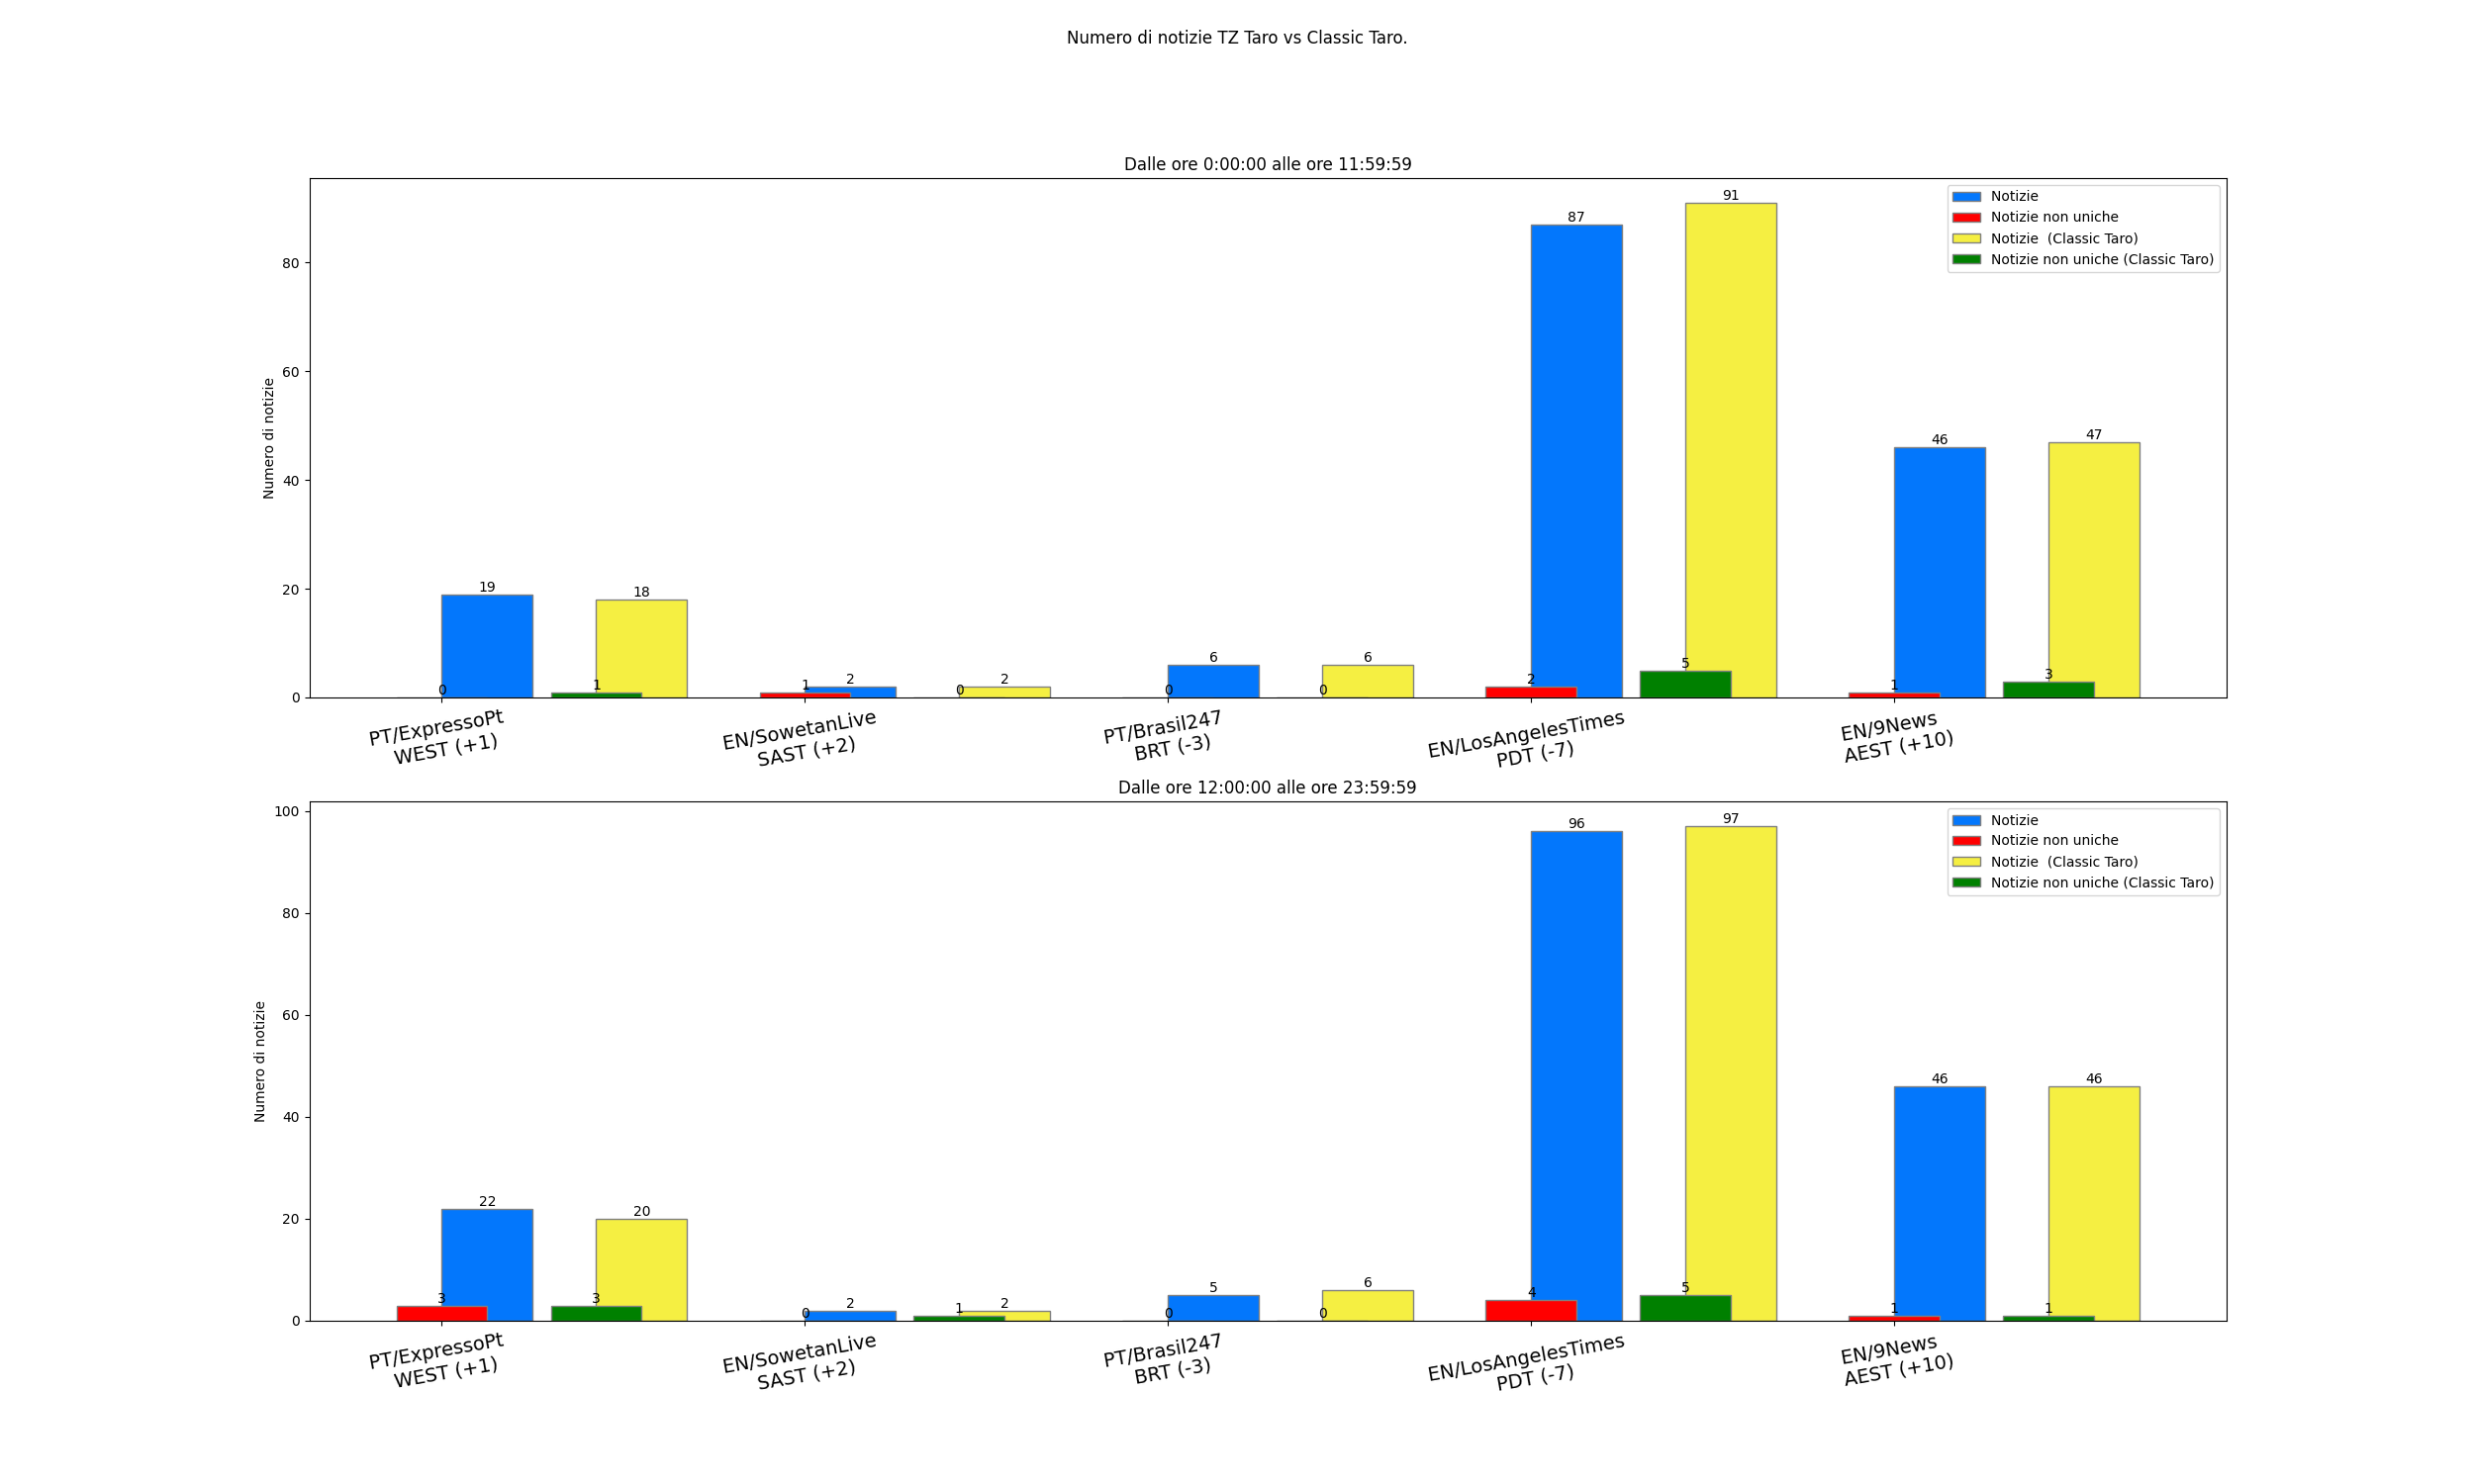 Numero di notizie TZ Taro vs Classic Taro.
Dalle ore 0:00:00 alle ore 11:59:59
Numero di notizie
80
60
40
20
0
Notizie
Notizie non uniche
Notizie (Classic Taro)
Notizie non uniche (Classic Taro)
0
19
1
18
1
2
0
2
0
6
0
6
2
87
5
91
1
46
3
47
PT/ExpressoPt
WEST (+1)
EN/SowetanLive
SAST (+2)
PT/Brasil247
BRT (-3)
EN/LosAngelesTimes
PDT (-7)
EN/9News
AEST (+10)
Dalle ore 12:00:00 alle ore 23:59:59
Numero di notizie
100
80
60
40
20
0
Notizie
Notizie non uniche
Notizie (Classic Taro)
Notizie non uniche (Classic Taro)
3
22
3
20
0
2
1
2
0
5
0
6
4
96
5
97
1
46
1
46
PT/ExpressoPt
WEST (+1)
EN/SowetanLive
SAST (+2)
PT/Brasil247
BRT (-3)
EN/LosAngelesTimes
PDT (-7)
EN/9News
AEST (+10)